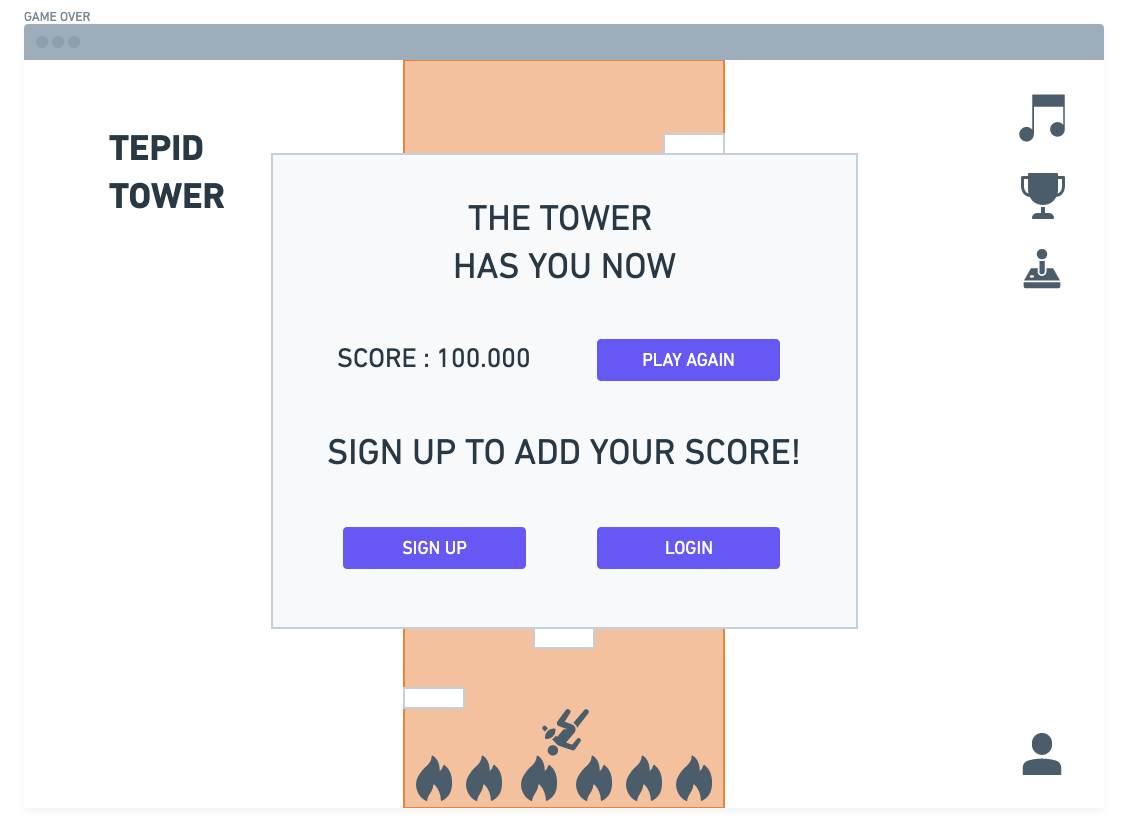 GAME OVER
TEPID
TOWER
THE TOWER
HAS YOU NOW
SCORE : 100.000
PLAY AGAIN
SIGN UP TO ADD YOUR SCORE!
SIGN UP
LOGIN